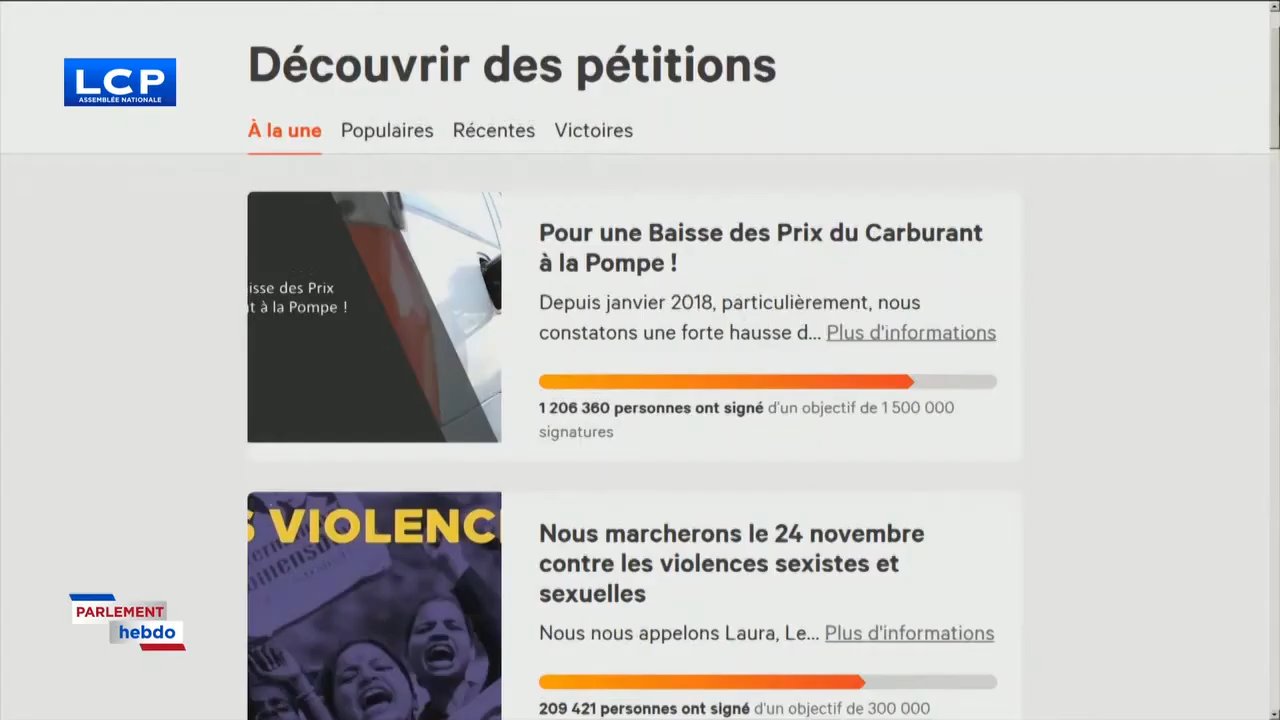 Découvrir des pétitions
LCP
ASSEMBLÉE NATIONALE
À la une Populaires Récentes Victoires
Pour une Baisse des Prix du Carburant
à la Pompe !
isse des Prix
t à la Pompe !
Depuis janvier 2018, particulièrement, nous
constatons une forte hausse d... Plus d'informations
1 206 360 personnes ont signé d'un objectif de 1 500 000
signatures
VIOLENC
Nous marcherons le 24 novembre
contre les violences sexistes et
sexuelles
Nous nous appelons Laura, Le... Plus d'informations
209 421 personnes ont signé d'un objectif de 300 000
PARLEMENT
hebdo